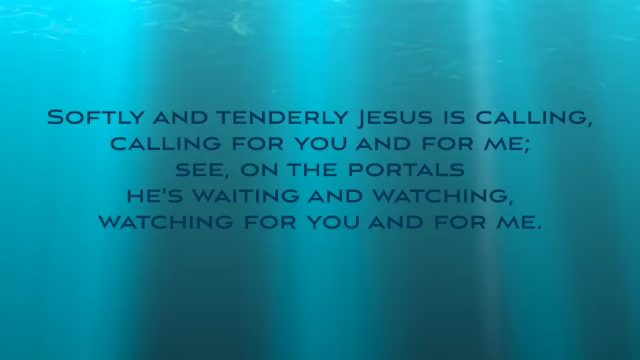 Softly and tenderly Jesus is calling,
calling for you and for me;
see, on the portals
he's waiting and watching,
watching for you and for me.